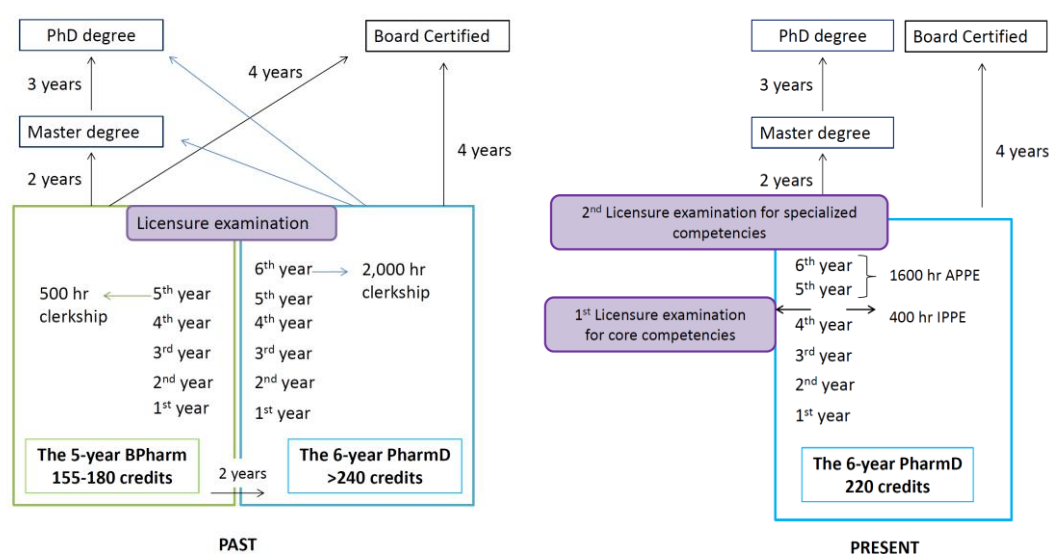 PhD degree
Board Certified
4 years
3 years
Master degree
4 years
2 years
Licensure examination
6th year
2,000 hr
clerkship
500 hr
clerkship
5th year
5th year
4th year
4th year
3rd year
3rd year
2nd year
2nd year
1st year
1st year
The 5-year BPharm
155-180 credits
2 years
The 6-year PharmD
>240 credits
PAST
PhD degree
Board Certified
3 years
Master degree
4 years
2 years
2nd Licensure examination for specialized
competencies
6th year
5th year
1600 hr APPE
1st Licensure examination
for core competencies
4th year
400 hr IPPE
3rd year
2nd year
1st year
The 6-year PharmD
220 credits
PRESENT